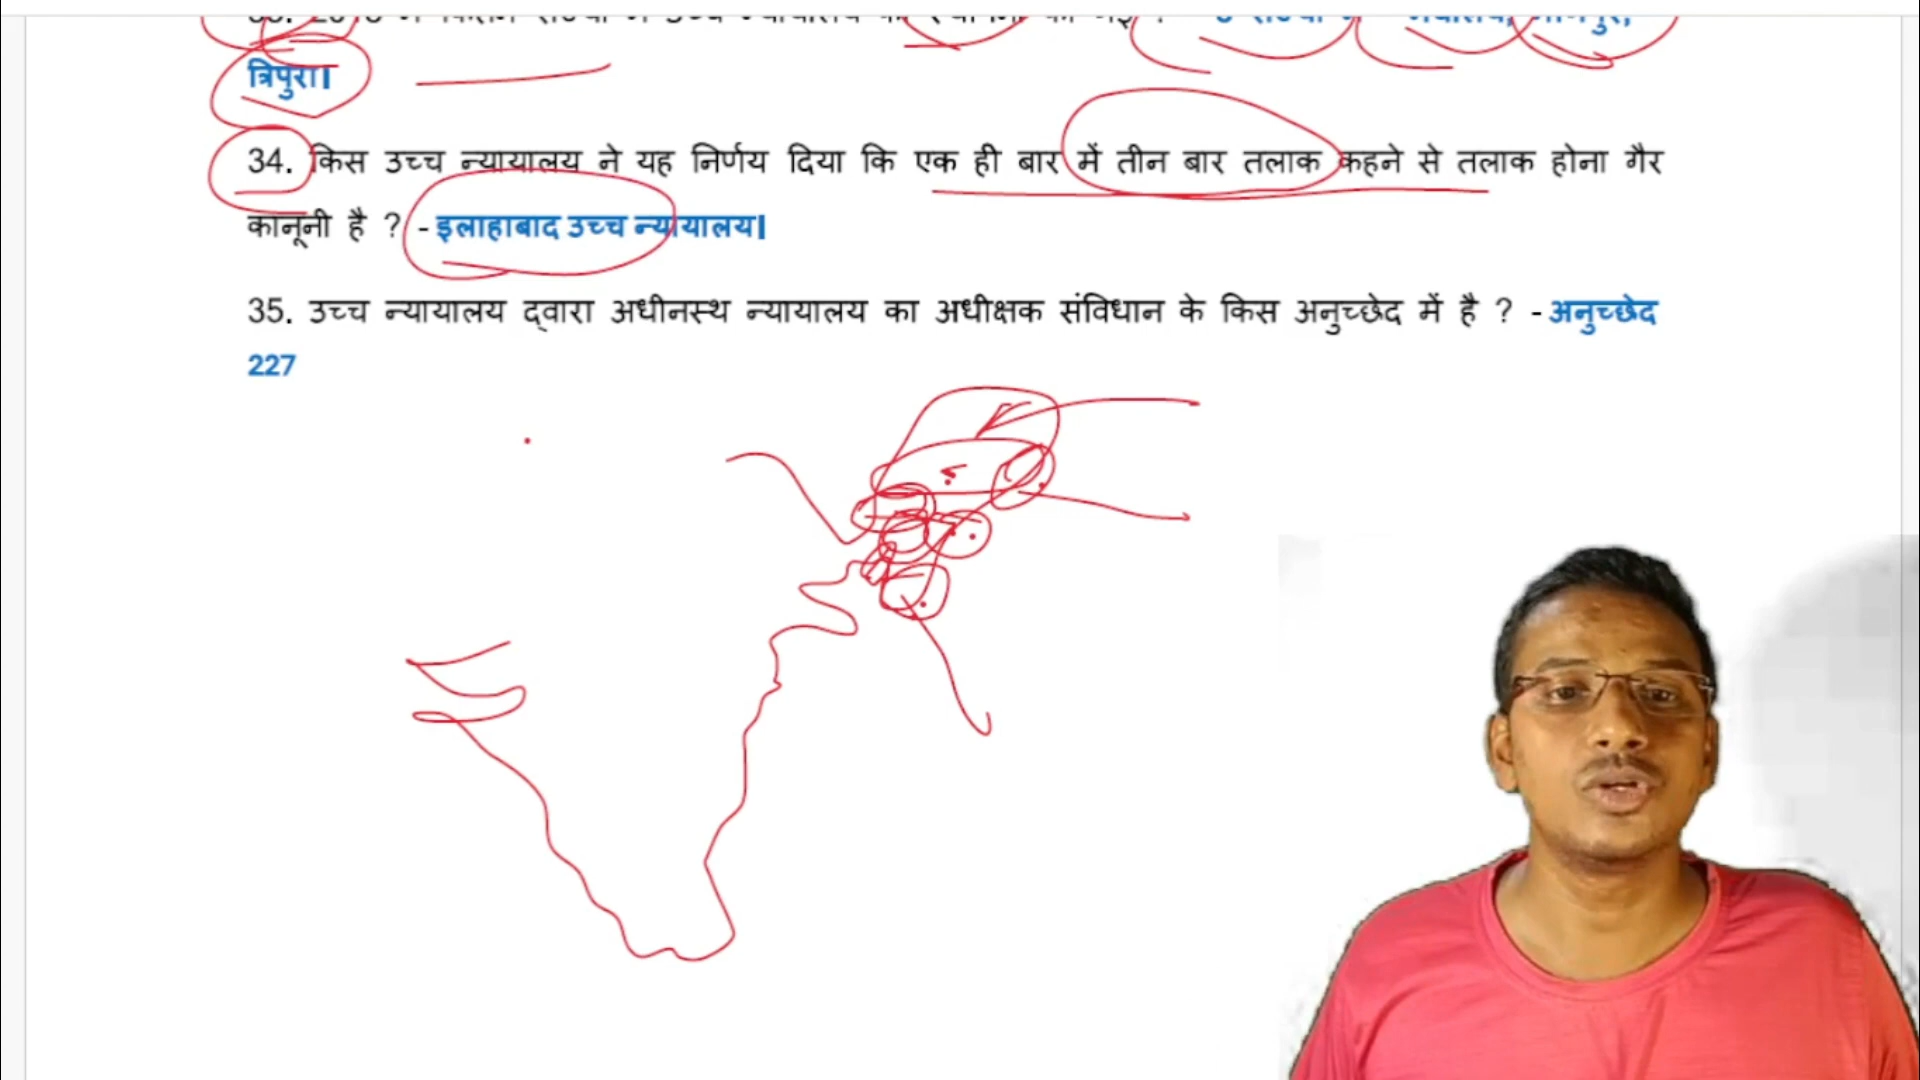 त्रिपुरा।
34. किस उच्च न्यायालय ने यह निर्णय दिया कि एक ही बार में तीन बार तलाक कहने से तलाक होना गैर
कानूनी है ? - इलाहाबाद उच्च न्यायालय।
35. उच्च न्यायालय द्वारा अधीनस्थ न्यायालय का अधीक्षक संविधान के किस अनुच्छेद में है ? - अनुच्छेद
227